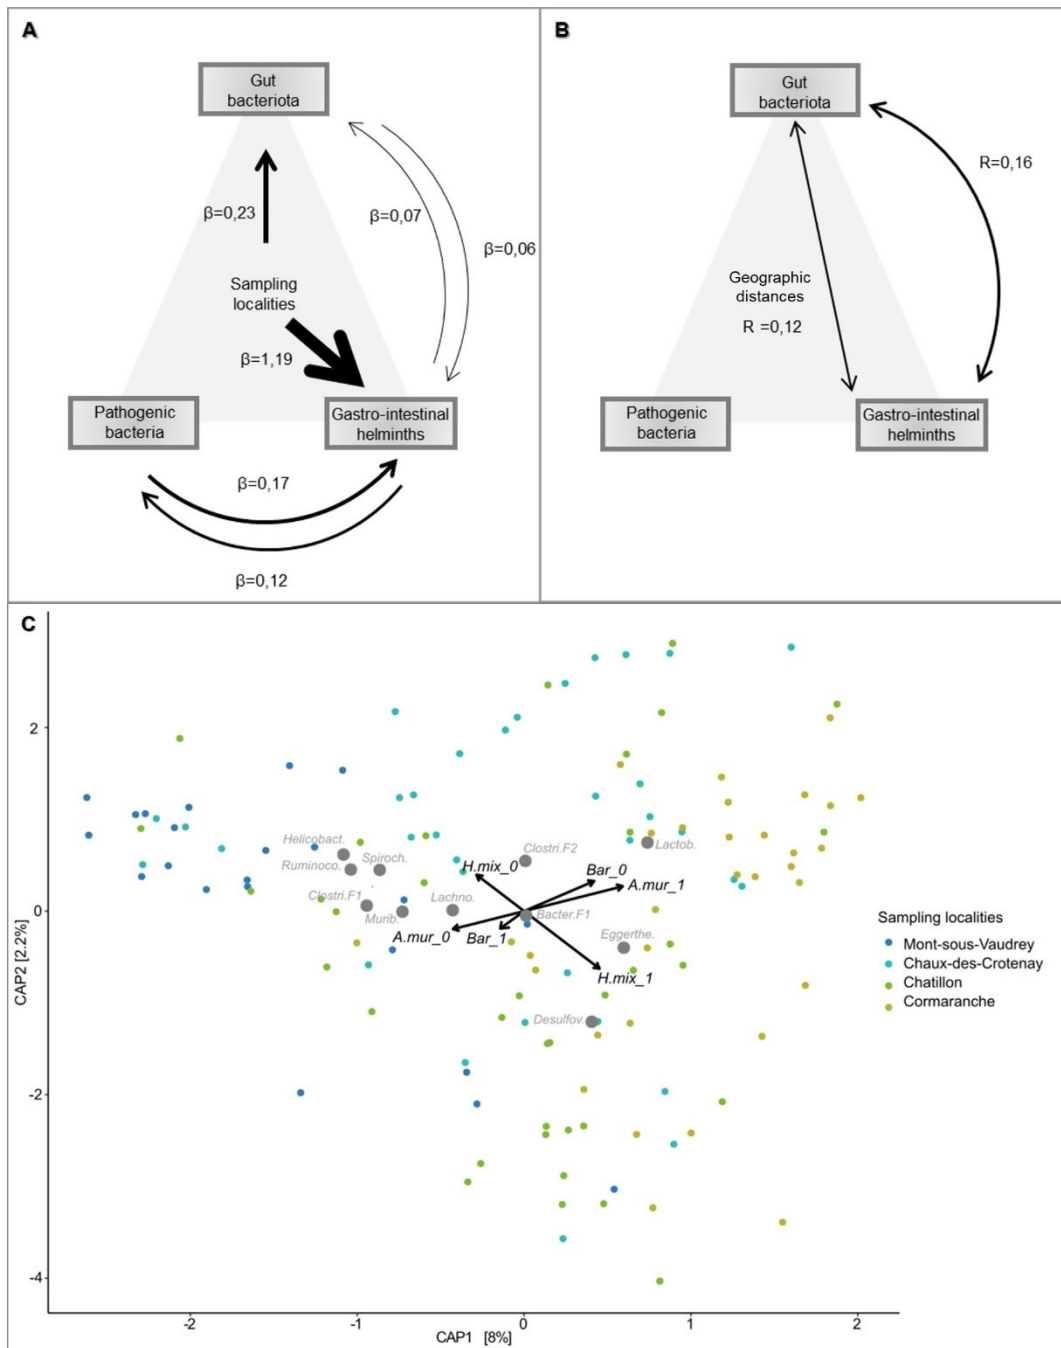 A
Gut
bacteriota
β=0,23
β=0,07
β=0,06
Sampling
localities
β=1,19
Pathogenic
bacteria
Gastro-intestinal
helminths
β=0,17
β=0,12
B
Gut
bacteriota
R=0,16
Geographic
distances
R =0,12
Pathogenic
bacteria
Gastro-intestinal
helminths
C
2
0
-2
-4
CAP2 [2.2%]
Helicobact.
Ruminoco.
Spiroch.
Clostri.F1
Murib.
Lachno.
Clostri.F2
Lactob.
H.mix_0
Bar_0
A.mur_1
Bacter.F1
A.mur_0
Bar_1
Eggerthe.
H.mix_1
Desulfov.
-2
-1
0
1
2
CAP1 [8%]
Sampling localities
Mont-sous-Vaudrey
Chaux-des-Crotenay
Chatillon
Cormaranche